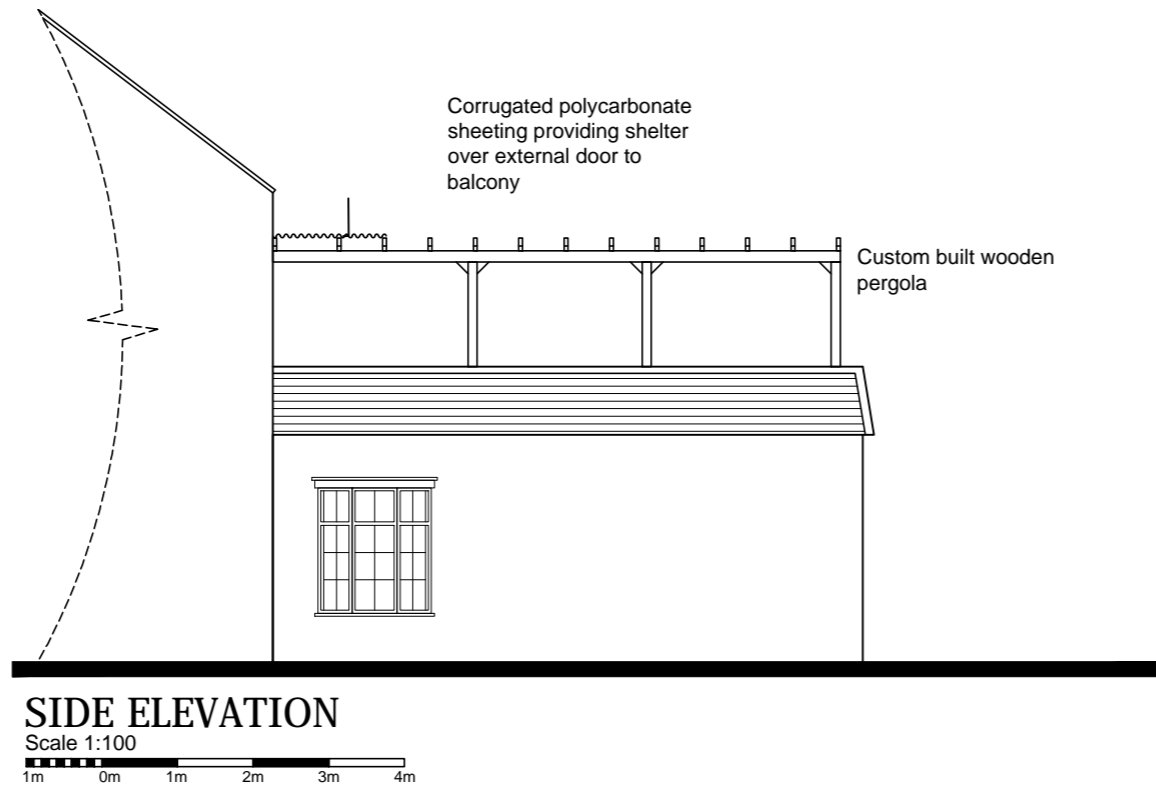 Corrugated polycarbonate
sheeting providing shelter
over external door to
balcony
Custom built wooden
pergola
SIDE ELEVATION
Scale 1:100
1m 0m 1m 2m 3m 4m